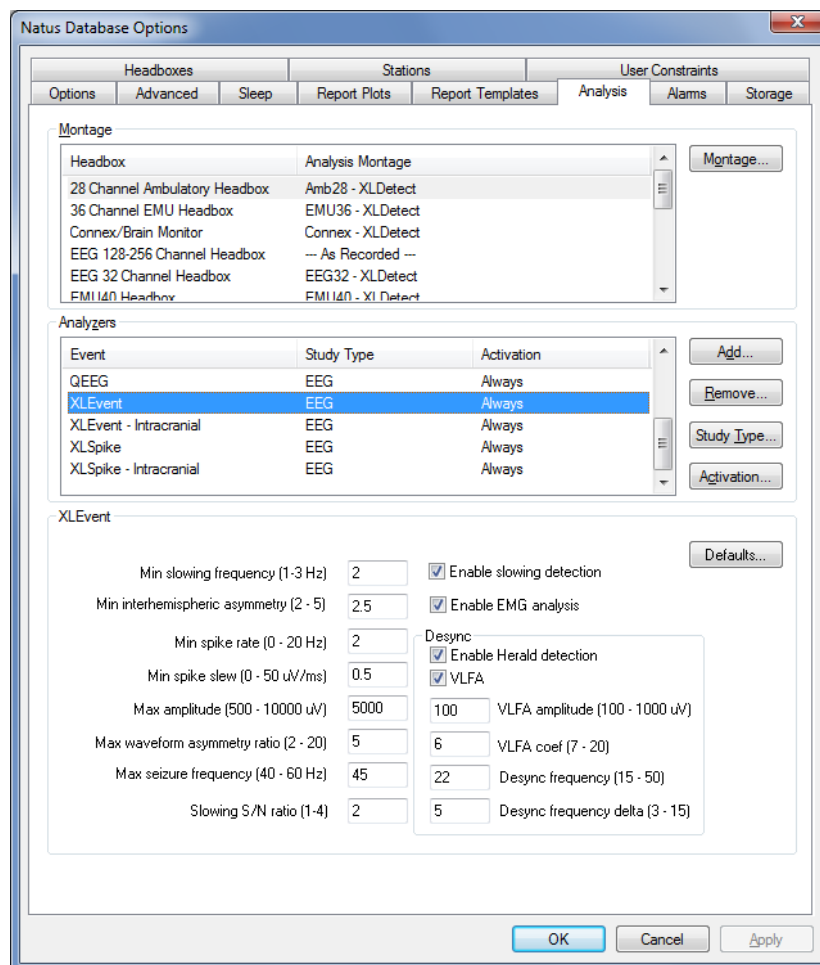 Natus Database Options
Headboxes Stations User Constraints
Options Advanced Sleep Report Plots Report Templates Analysis Alarms Storage
Montage
Headbox Analysis Montage
28 Channel Ambulatory Headbox Amb28 - XLDetect
36 Channel EMU Headbox EMU36 - XLDetect
Connex/Brain Monitor Connex - XLDetect
EEG 128-256 Channel Headbox --- As Recorded ---
EEG 32 Channel Headbox EEG32 - XLDetect
EMU40 Headbox EMU40 - XLDetect
Montage...
Analyzers
Event Study Type Activation
QEEG EEG Always
XLEvent EEG Always
XLEvent - Intracranial EEG Always
XLSpike EEG Always
XLSpike - Intracranial EEG Always
Add...
Remove...
Study Type...
Activation...
XLEvent
Defaults...
Min slowing frequency (1-3 Hz) 2
Min interhemispheric asymmetry (2 - 5) 2.5
Min spike rate (0 - 20 Hz) 2
Min spike slew (0 - 50 uV/ms) 0.5
Max amplitude (500 - 10000 uV) 5000
Max waveform asymmetry ratio (2 - 20) 5
Max seizure frequency (40 - 60 Hz) 45
Slowing S/N ratio (1-4) 2
Enable slowing detection
Enable EMG analysis
Desync
Enable Herald detection
VLFA
100 VLFA amplitude (100 - 1000 uV)
6 VLFA coef (7 - 20)
22 Desync frequency (15 - 50)
5 Desync frequency delta (3 - 15)
OK Cancel Apply